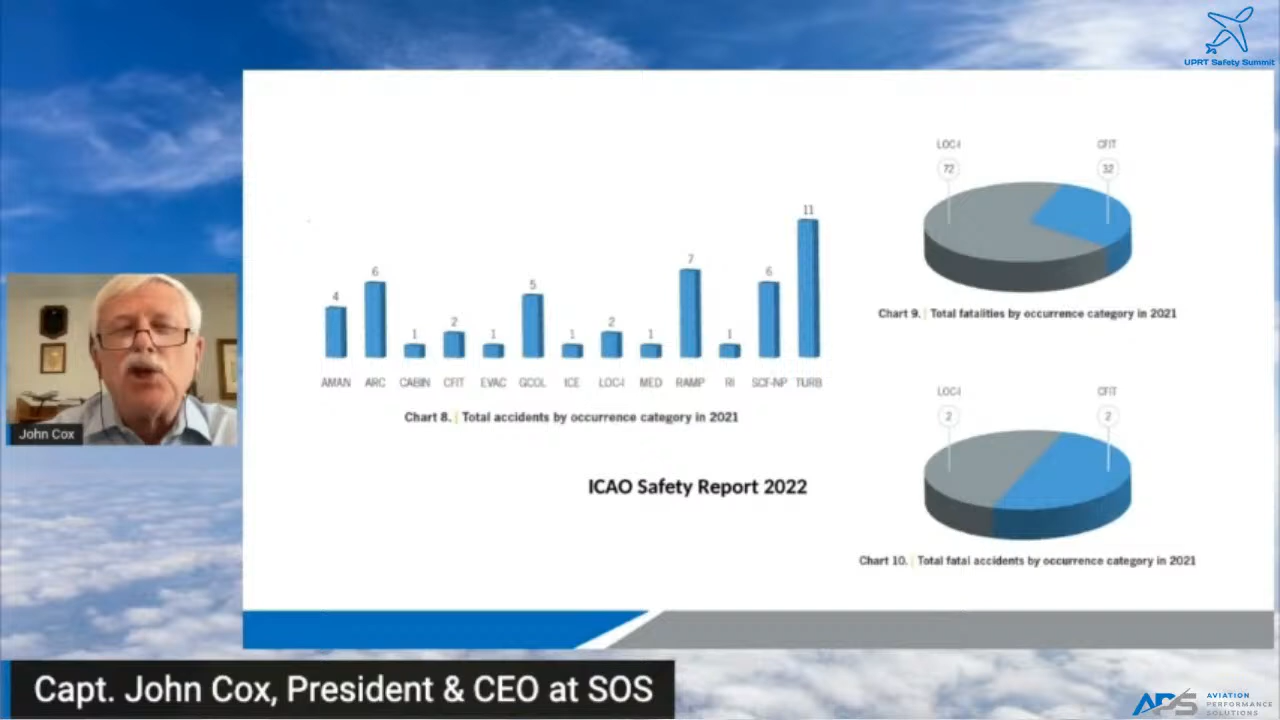 UPRT Safety Summit
LOC-I
CFIT
72
32
Chart 9. | Total fatalities by occurrence category in 2021
4
6
1
2
1
5
1
2
1
7
1
6
11
AMAN ARC CABIN CFIT EVAC GCOL ICE LOC-I MED RAMP RI SCF-NP TURB
Chart 8. | Total accidents by occurrence category in 2021
LOC-I
CFIT
2
2
Chart 10. | Total fatal accidents by occurrence category in 2021
ICAO Safety Report 2022
John Cox
Capt. John Cox, President & CEO at SOS
APS
AVIATION
PERFORMANCE
SOLUTIONS